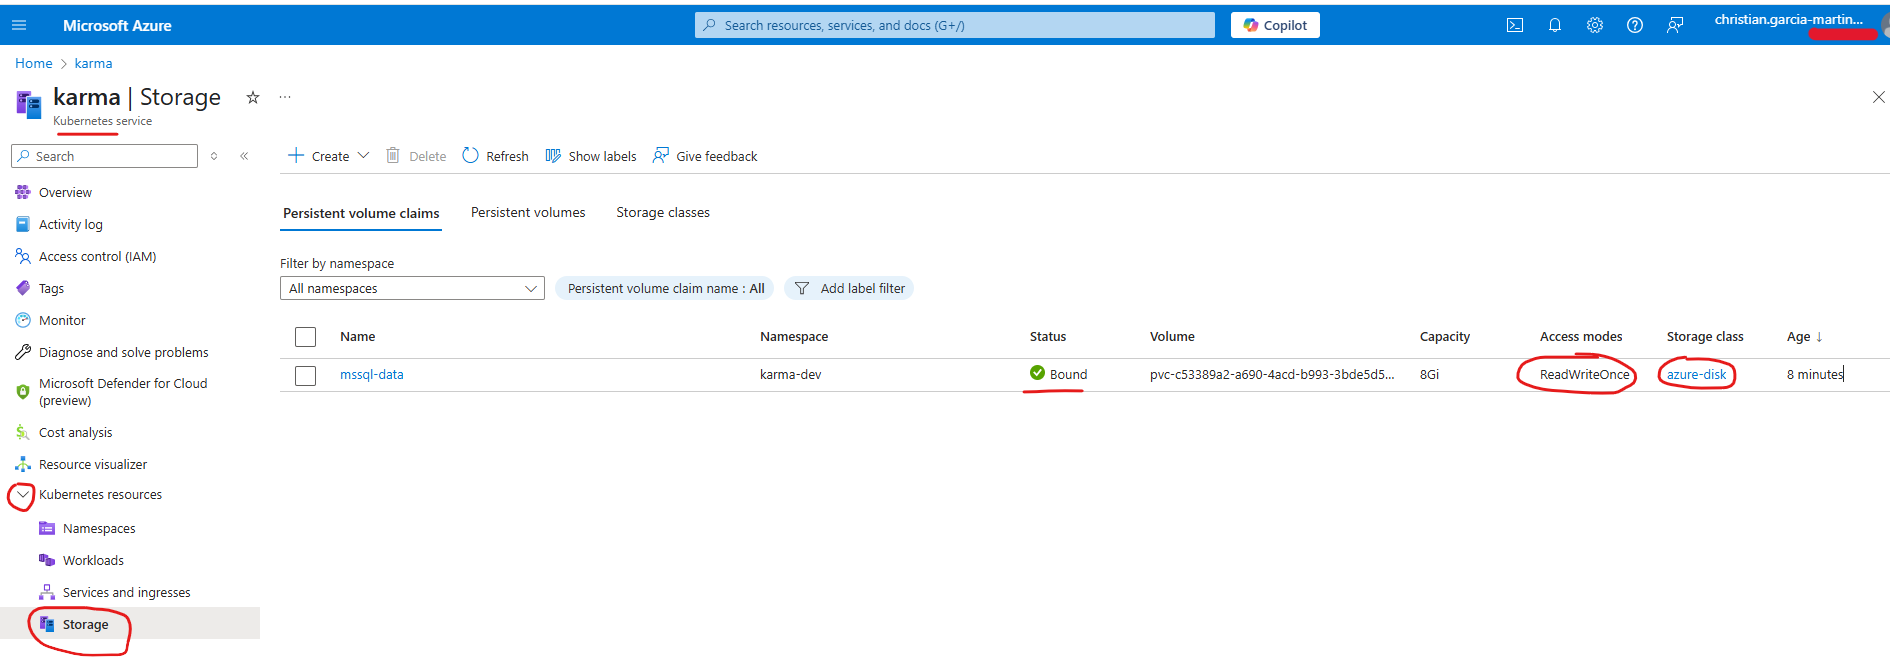 Microsoft Azure
Search resources, services, and docs (G+/)
Copilot
christian.garcia-martin...
Home > karma
karma | Storage
Kubernetes service
Search
Create
Delete
Refresh
Show labels
Give feedback
Overview
Activity log
Access control (IAM)
Tags
Monitor
Diagnose and solve problems
Microsoft Defender for Cloud
(preview)
Cost analysis
Resource visualizer
Kubernetes resources
Namespaces
Workloads
Services and ingresses
Storage
Persistent volume claims
Persistent volumes
Storage classes
Filter by namespace
All namespaces
Persistent volume claim name : All
Add label filter
Name Namespace Status Volume Capacity Access modes Storage class Age ↓
mssql-data karma-dev Bound pvc-c53389a2-a690-4acd-b993-3bde5d5... 8Gi ReadWriteOnce azure-disk 8 minutes